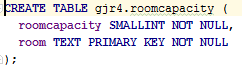 CREATE TABLE gjr4.roomcapacity (
  roomcapacity SMALLINT NOT NULL,
  room TEXT PRIMARY KEY NOT NULL
);